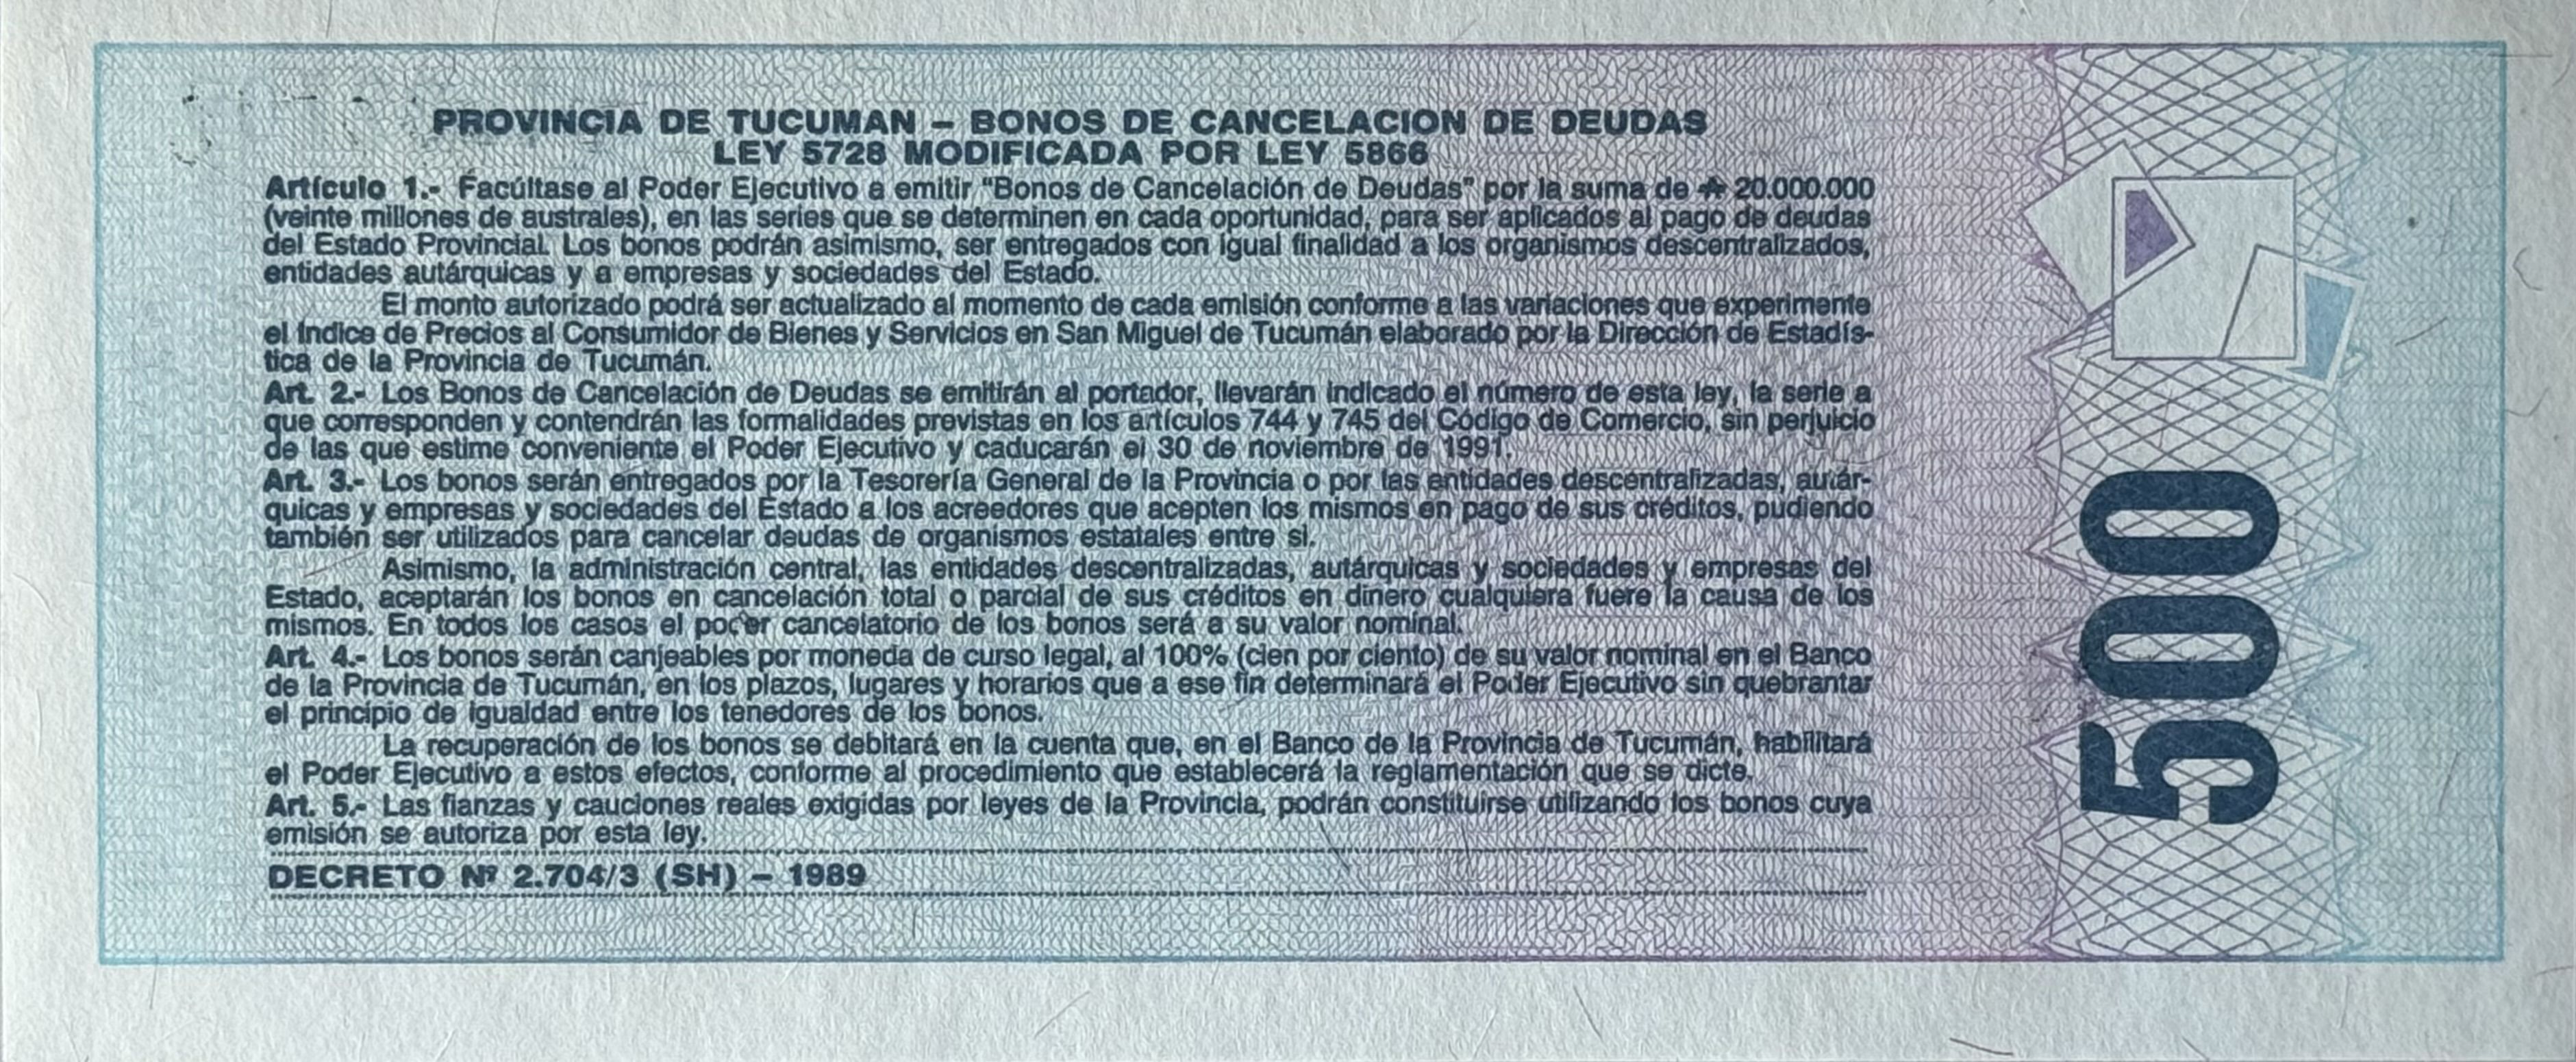 PROVINCIA DE TUCUMAN – BONOS DE CANCELACION DE DEUDAS
LEY 5728 MODIFICADA POR LEY 5866
Artículo 1.- Facúltase al Poder Ejecutivo a emitir "Bonos de Cancelación de Deudas" por la suma de ₳ 20.000.000
(veinte millones de australes), en las series que se determinen en cada oportunidad, para ser aplicados al pago de deudas
del Estado Provincial. Los bonos podrán asimismo, ser entregados con igual finalidad a los organismos descentralizados,
entidades autárquicas y a empresas y sociedades del Estado.
El monto autorizado podrá ser actualizado al momento de cada emisión conforme a las variaciones que experimente
el Indice de Precios al Consumidor de Bienes y Servicios en San Miguel de Tucumán elaborado por la Dirección de Estadís-
tica de la Provincia de Tucumán.
Art. 2.- Los Bonos de Cancelación de Deudas se emitirán al portador, llevarán indicado el número de esta ley, la serie a
que corresponden y contendrán las formalidades previstas en los artículos 744 y 745 del Código de Comercio, sin perjuicio
de las que estime conveniente el Poder Ejecutivo y caducarán el 30 de noviembre de 1991.
Art. 3.- Los bonos serán entregados por la Tesorería General de la Provincia o por las entidades descentralizadas, autár-
quicas y empresas y sociedades del Estado a los acreedores que acepten los mismos en pago de sus créditos, pudiendo
también ser utilizados para cancelar deudas de organismos estatales entre si.
Asimismo, la administración central, las entidades descentralizadas, autárquicas y sociedades y empresas del
Estado, aceptarán los bonos en cancelación total o parcial de sus créditos en dinero cualquiera fuere la causa de los
mismos. En todos los casos el poder cancelatorio de los bonos será a su valor nominal.
Art. 4.- Los bonos serán canjeables por moneda de curso legal, al 100% (cien por ciento) de su valor nominal en el Banco
de la Provincia de Tucumán, en los plazos, lugares y horarios que a ese fin determinará el Poder Ejecutivo sin quebrantar
el principio de igualdad entre los tenedores de los bonos.
La recuperación de los bonos se debitará en la cuenta que, en el Banco de la Provincia de Tucumán, habilitará
el Poder Ejecutivo a estos efectos, conforme al procedimiento que establecerá la reglamentación que se dicte.
Art. 5.- Las fianzas y cauciones reales exigidas por leyes de la Provincia, podrán constituirse utilizando los bonos cuya
emisión se autoriza por esta ley.
DECRETO Nº 2.704/3 (SH) – 1989
500